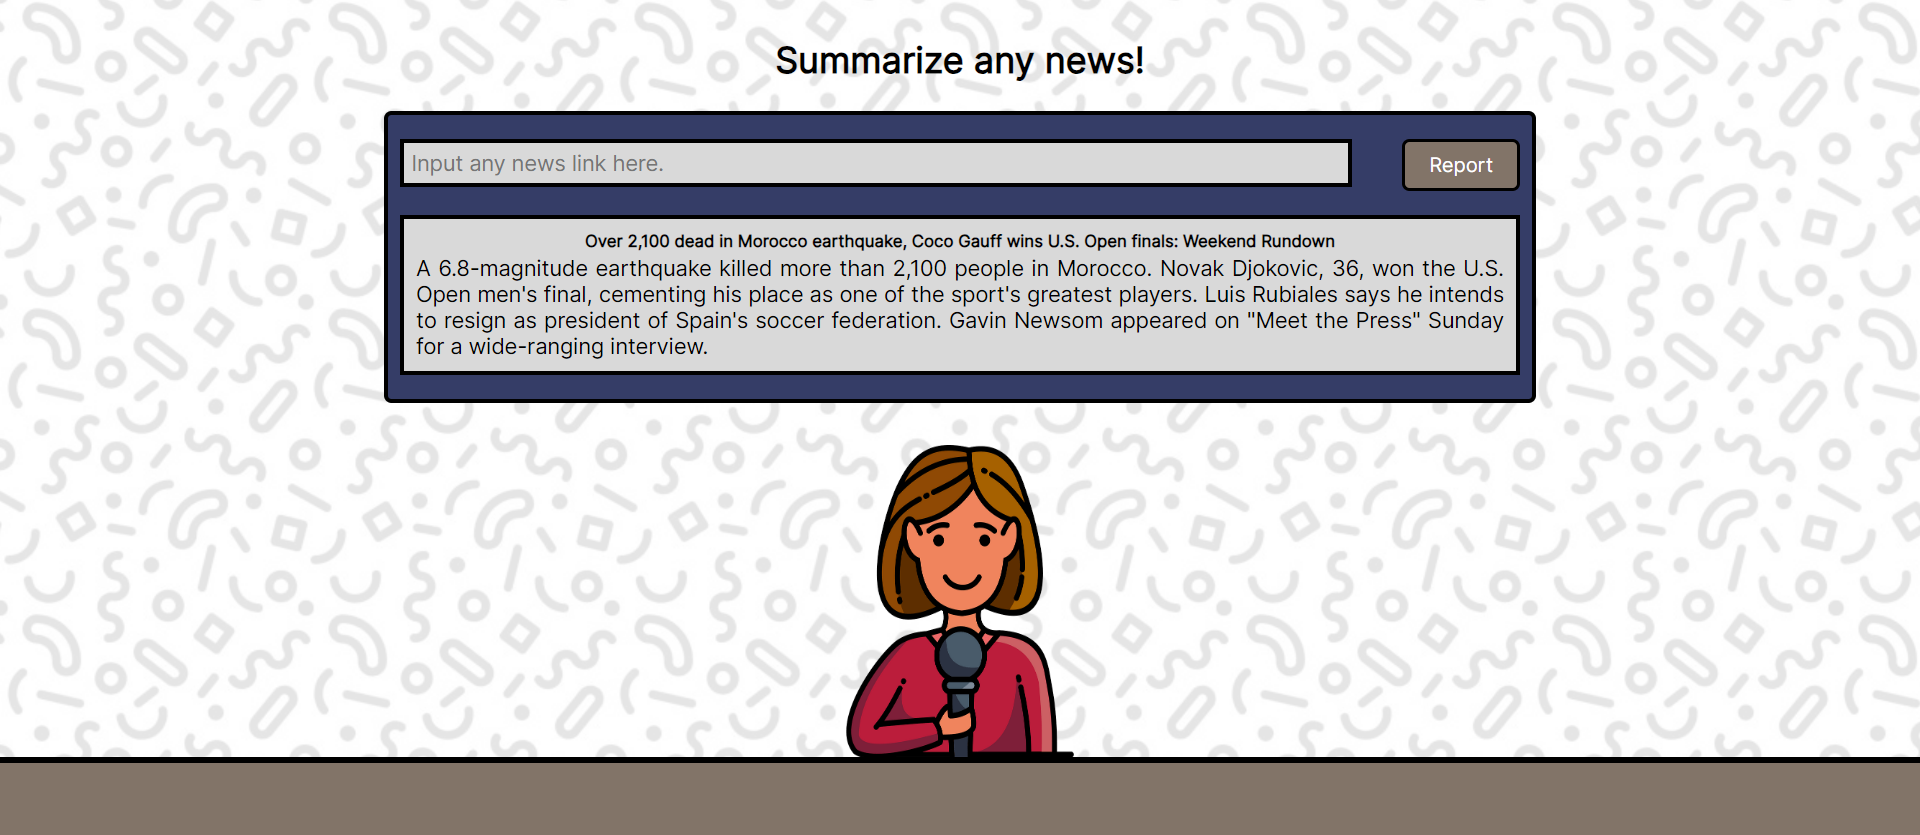 Summarize any news!
Input any news link here.
Report
Over 2,100 dead in Morocco earthquake, Coco Gauff wins U.S. Open finals: Weekend Rundown
A 6.8-magnitude earthquake killed more than 2,100 people in Morocco. Novak Djokovic, 36, won the U.S.
Open men's final, cementing his place as one of the sport's greatest players. Luis Rubiales says he intends
to resign as president of Spain's soccer federation. Gavin Newsom appeared on "Meet the Press" Sunday
for a wide-ranging interview.